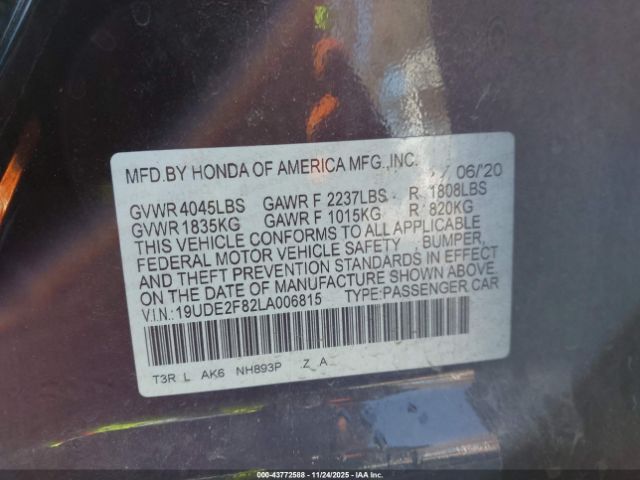 MFD.BY HONDA OF AMERICA MFG.,INC. 06/'20
GVWR 4045LBS GAWR F 2237LBS R 1808LBS
GVWR 1835KG GAWR F 1015KG R 820KG
THIS VEHICLE CONFORMS TO ALL APPLICABLE
FEDERAL MOTOR VEHICLE SAFETY, BUMPER,
AND THEFT PREVENTION STANDARDS IN EFFECT
ON THE DATE OF MANUFACTURE SHOWN ABOVE.
V.I.N.:19UDE2F82LA006815 TYPE:PASSENGER CAR
T3R L AK6 NH893P Z A
000-43772588 - 11/24/2025 - IAAI.COM